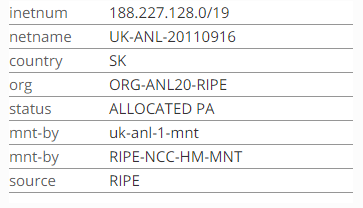 inetnum 188.227.128.0/19
netname UK-ANL-20110916
country SK
org ORG-ANL20-RIPE
status ALLOCATED PA
mnt-by uk-anl-1-mnt
mnt-by RIPE-NCC-HM-MNT
source RIPE